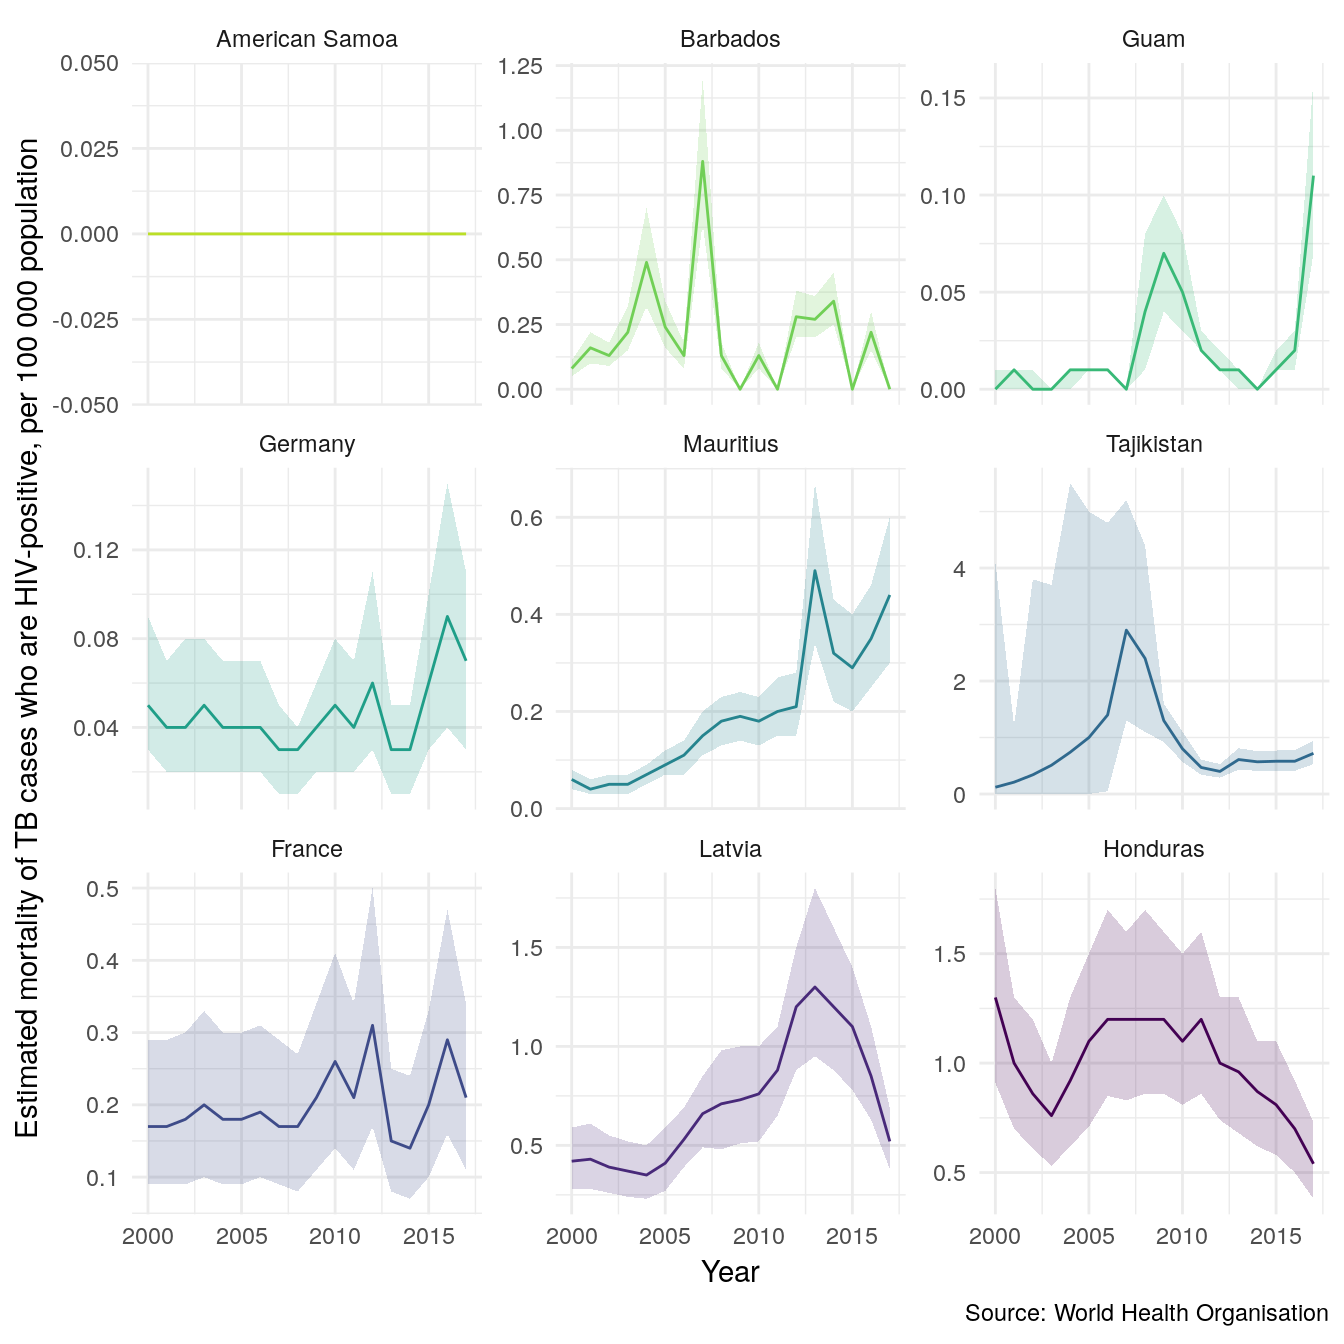 Estimated mortality of TB cases who are HIV-positive, per 100 000 population
American Samoa
0.050
0.025
0.000
-0.025
-0.050
Barbados
1.25
1.00
0.75
0.50
0.25
0.00
Guam
0.15
0.10
0.05
0.00
Germany
0.12
0.08
0.04
Mauritius
0.6
0.4
0.2
0.0
Tajikistan
4
2
0
France
0.5
0.4
0.3
0.2
0.1
2000 2005 2010 2015
Latvia
1.5
1.0
0.5
2000 2005 2010 2015
Honduras
1.5
1.0
0.5
2000 2005 2010 2015
Year
Source: World Health Organisation